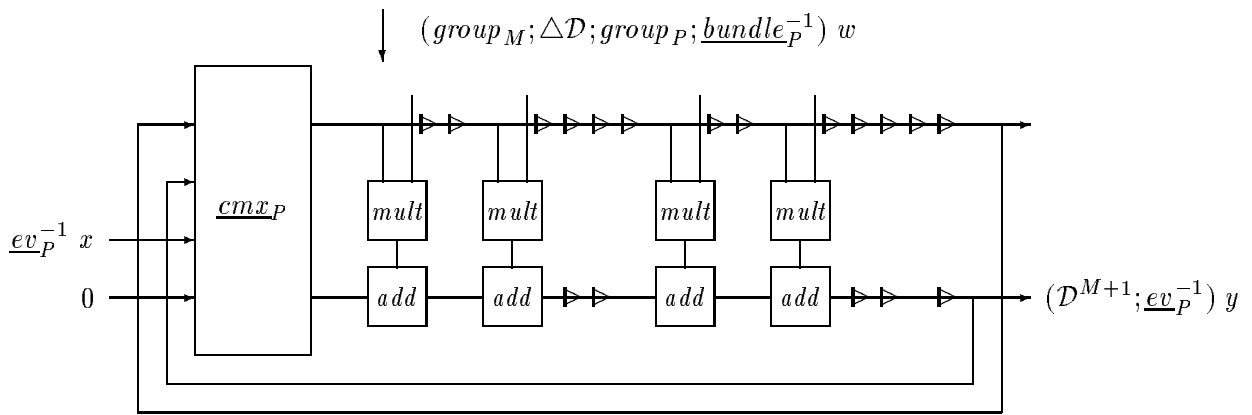 (group_M; △𝒟; group_P; bundle_P^{-1}) w
cmx_P
mult mult mult mult
ev_P^{-1} x
0
add add add add
(𝒟^{M+1}; ev_P^{-1}) y